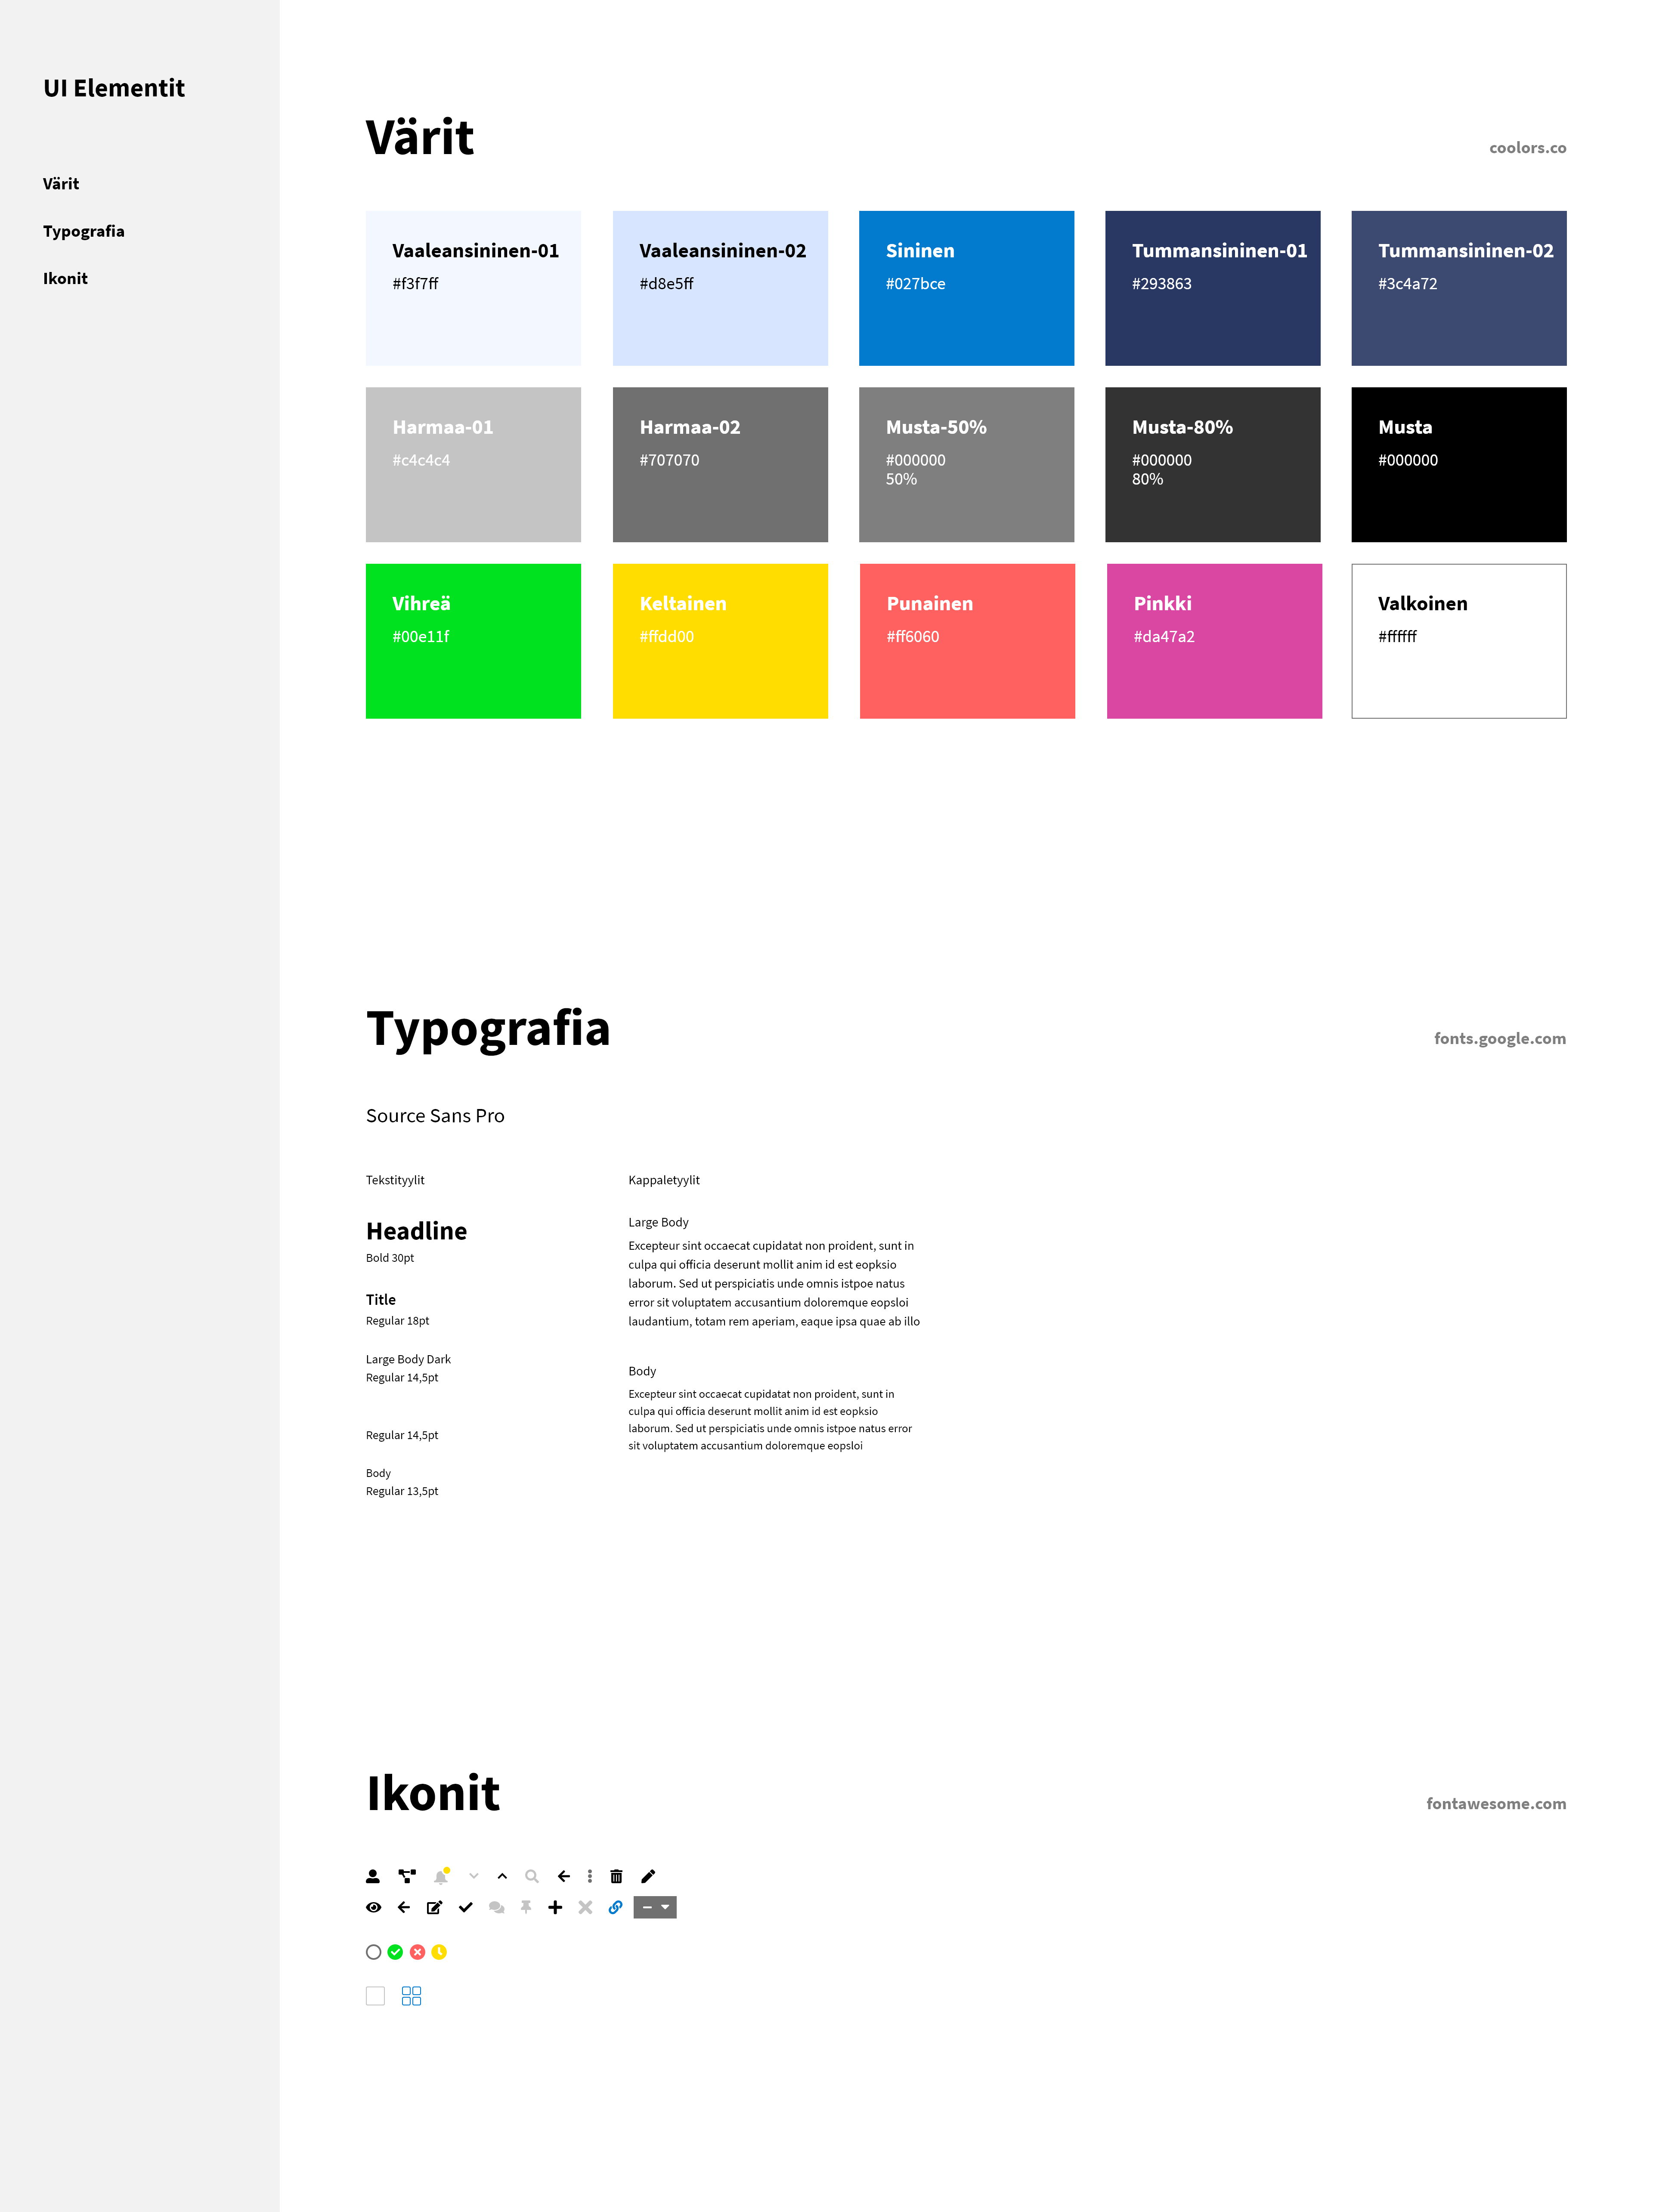 UI Elementit
Värit
Typografia
Ikonit
Värit
coolors.co
Vaaleansininen-01
#f3f7ff
Vaaleansininen-02
#d8e5ff
Sininen
#027bce
Tummansininen-01
#293863
Tummansininen-02
#3c4a72
Harmaa-01
#c4c4c4
Harmaa-02
#707070
Musta-50%
#000000
50%
Musta-80%
#000000
80%
Musta
#000000
Vihreä
#00e11f
Keltainen
#ffdd00
Punainen
#ff6060
Pinkki
#da47a2
Valkoinen
#ffffff
Typografia
fonts.google.com
Source Sans Pro
Tekstityylit
Headline
Bold 30pt
Title
Regular 18pt
Large Body Dark
Regular 14,5pt
Regular 14,5pt
Body
Regular 13,5pt
Kappaletyylit
Large Body
Excepteur sint occaecat cupidatat non proident, sunt in
culpa qui officia deserunt mollit anim id est eopksio
laborum. Sed ut perspiciatis unde omnis istpoe natus
error sit voluptatem accusantium doloremque eopsloi
laudantium, totam rem aperiam, eaque ipsa quae ab illo
Body
Excepteur sint occaecat cupidatat non proident, sunt in
culpa qui officia deserunt mollit anim id est eopksio
laborum. Sed ut perspiciatis unde omnis istpoe natus error
sit voluptatem accusantium doloremque eopsloi
Ikonit
fontawesome.com